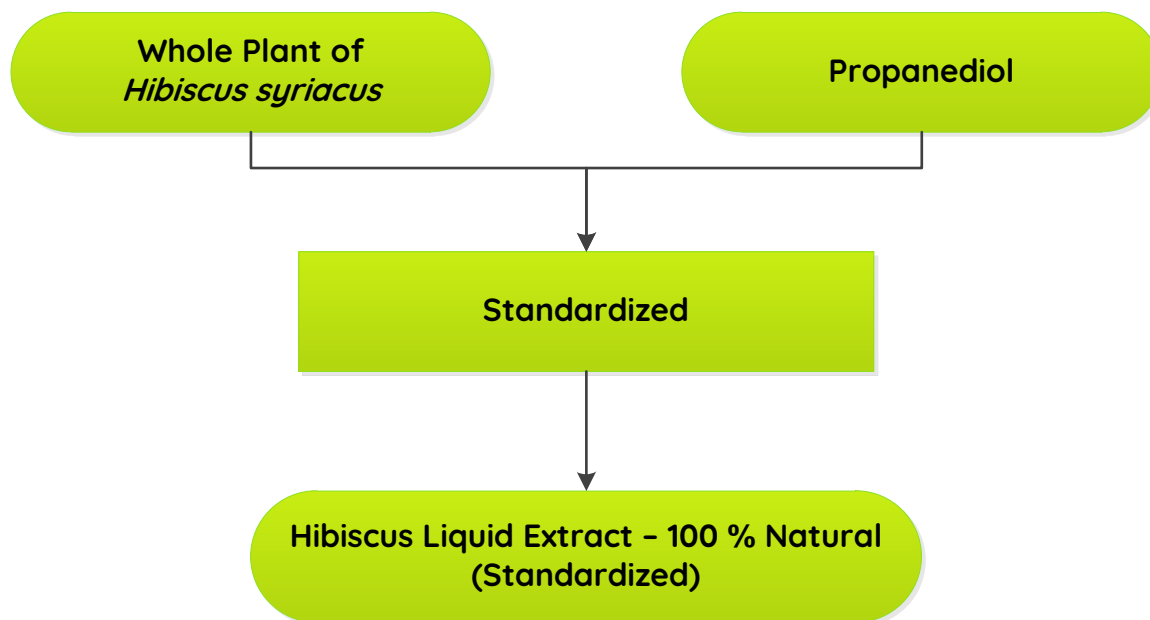 Whole Plant of
Hibiscus syriacus
Propanediol
Standardized
Hibiscus Liquid Extract – 100 % Natural
(Standardized)